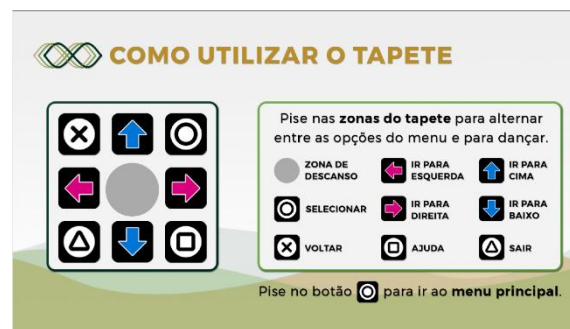 COMO UTILIZAR O TAPETE
Pise nas zonas do tapete para alternar
entre as opções do menu e para dançar.
ZONA DE
DESCANSO
IR PARA
ESQUERDA
IR PARA
CIMA
SELECIONAR
IR PARA
DIREITA
IR PARA
BAIXO
VOLTAR
AJUDA
SAIR
Pise no botão para ir ao menu principal.